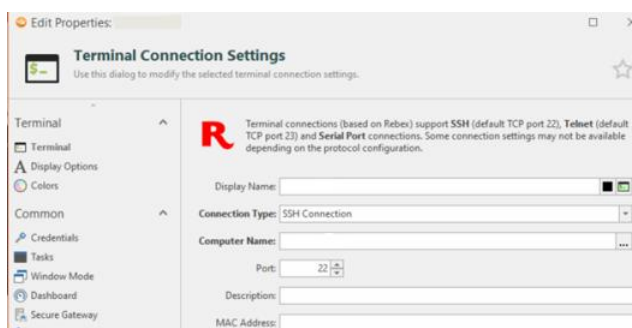 Edit Properties:
Terminal Connection Settings
Use this dialog to modify the selected terminal connection settings.
Terminal
Terminal
Display Options
Colors
Common
Credentials
Tasks
Window Mode
Dashboard
Secure Gateway
Terminal connections (based on Rebex) support SSH (default TCP port 22), Telnet (default
TCP port 23) and Serial Port connections. Some connection settings may not be available
depending on the protocol configuration.
Display Name:
Connection Type: SSH Connection
Computer Name:
...
Port: 22
Description:
MAC Address: